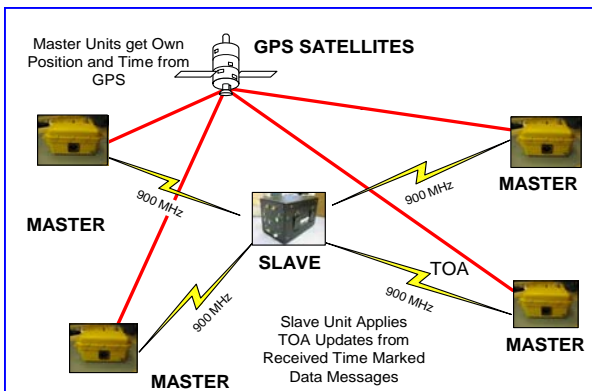 Master Units get Own
Position and Time from
GPS
GPS SATELLITES
MASTER
900 MHz
900 MHz
MASTER
SLAVE
TOA
900 MHz
900 MHz
MASTER
Slave Unit Applies
TOA Updates from
Received Time Marked
Data Messages
MASTER